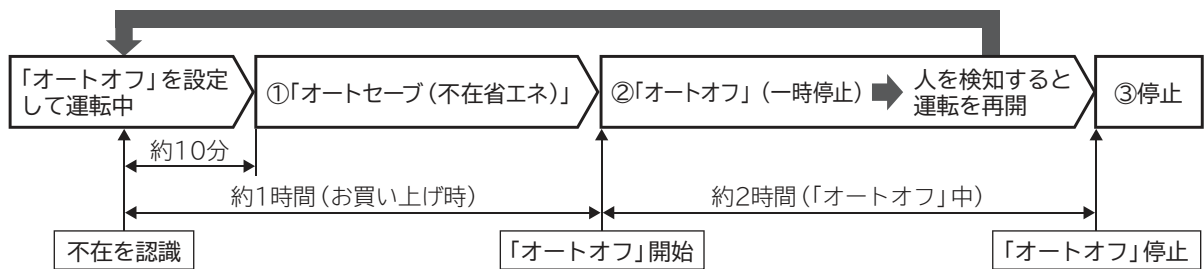 「オートオフ」を設定
して運転中
①「オートセーブ(不在省エネ)」
②「オートオフ」(一時停止)
人を検知すると
運転を再開
③停止
約10分
約1時間(お買い上げ時)
約2時間(「オートオフ」中)
不在を認識
「オートオフ」開始
「オートオフ」停止